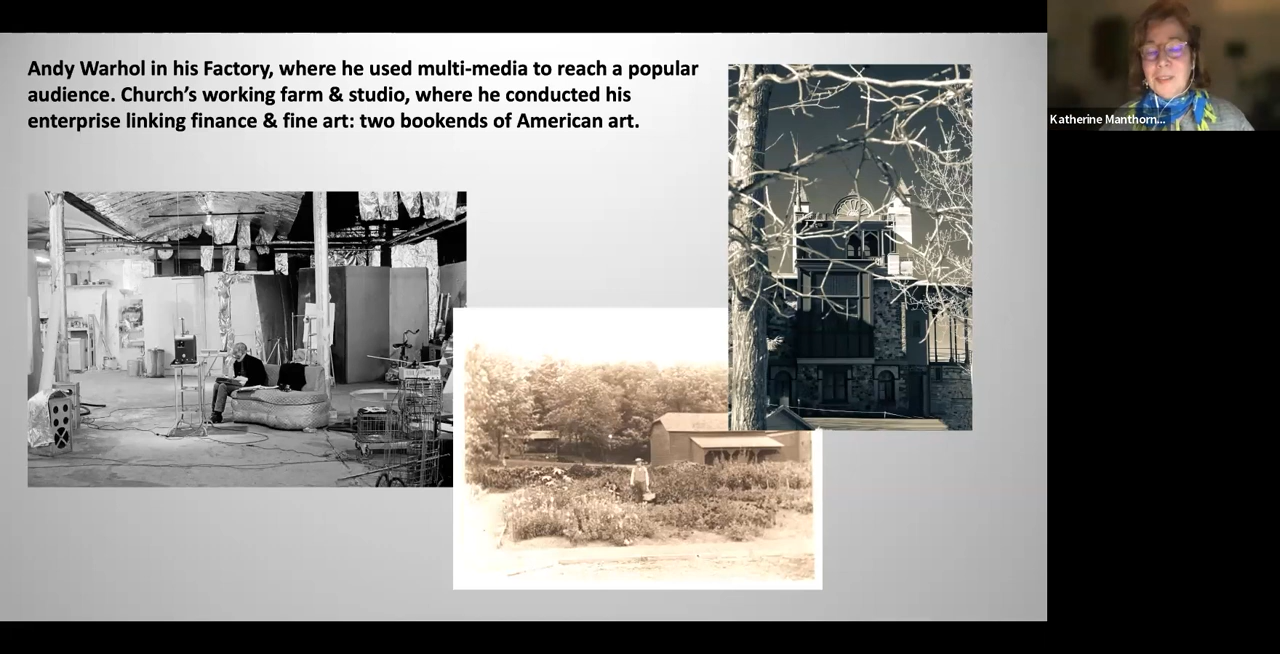 Andy Warhol in his Factory, where he used multi-media to reach a popular
audience. Church’s working farm & studio, where he conducted his
enterprise linking finance & fine art: two bookends of American art.
Katherine Manthorn...